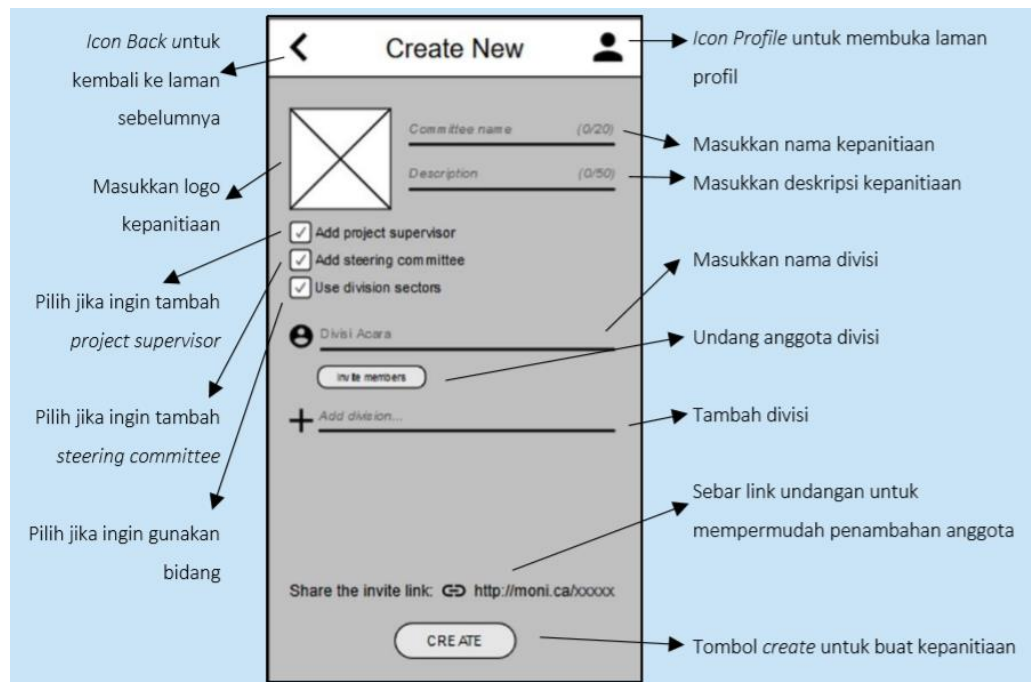 Icon Back untuk
kembali ke laman
sebelumnya
Masukkan logo
kepanitiaan
Pilih jika ingin tambah
project supervisor
Pilih jika ingin tambah
steering committee
Pilih jika ingin gunakan
bidang
Create New
Committee name (0/20)
Description (0/50)
Add project supervisor
Add steering committee
Use division sectors
Divisi Acara
Invite members
Add division...
Share the invite link: http://moni.ca/xxxxx
CREATE
Icon Profile untuk membuka laman
profil
Masukkan nama kepanitiaan
Masukkan deskripsi kepanitiaan
Masukkan nama divisi
Undang anggota divisi
Tambah divisi
Sebar link undangan untuk
mempermudah penambahan anggota
Tombol create untuk buat kepanitiaan